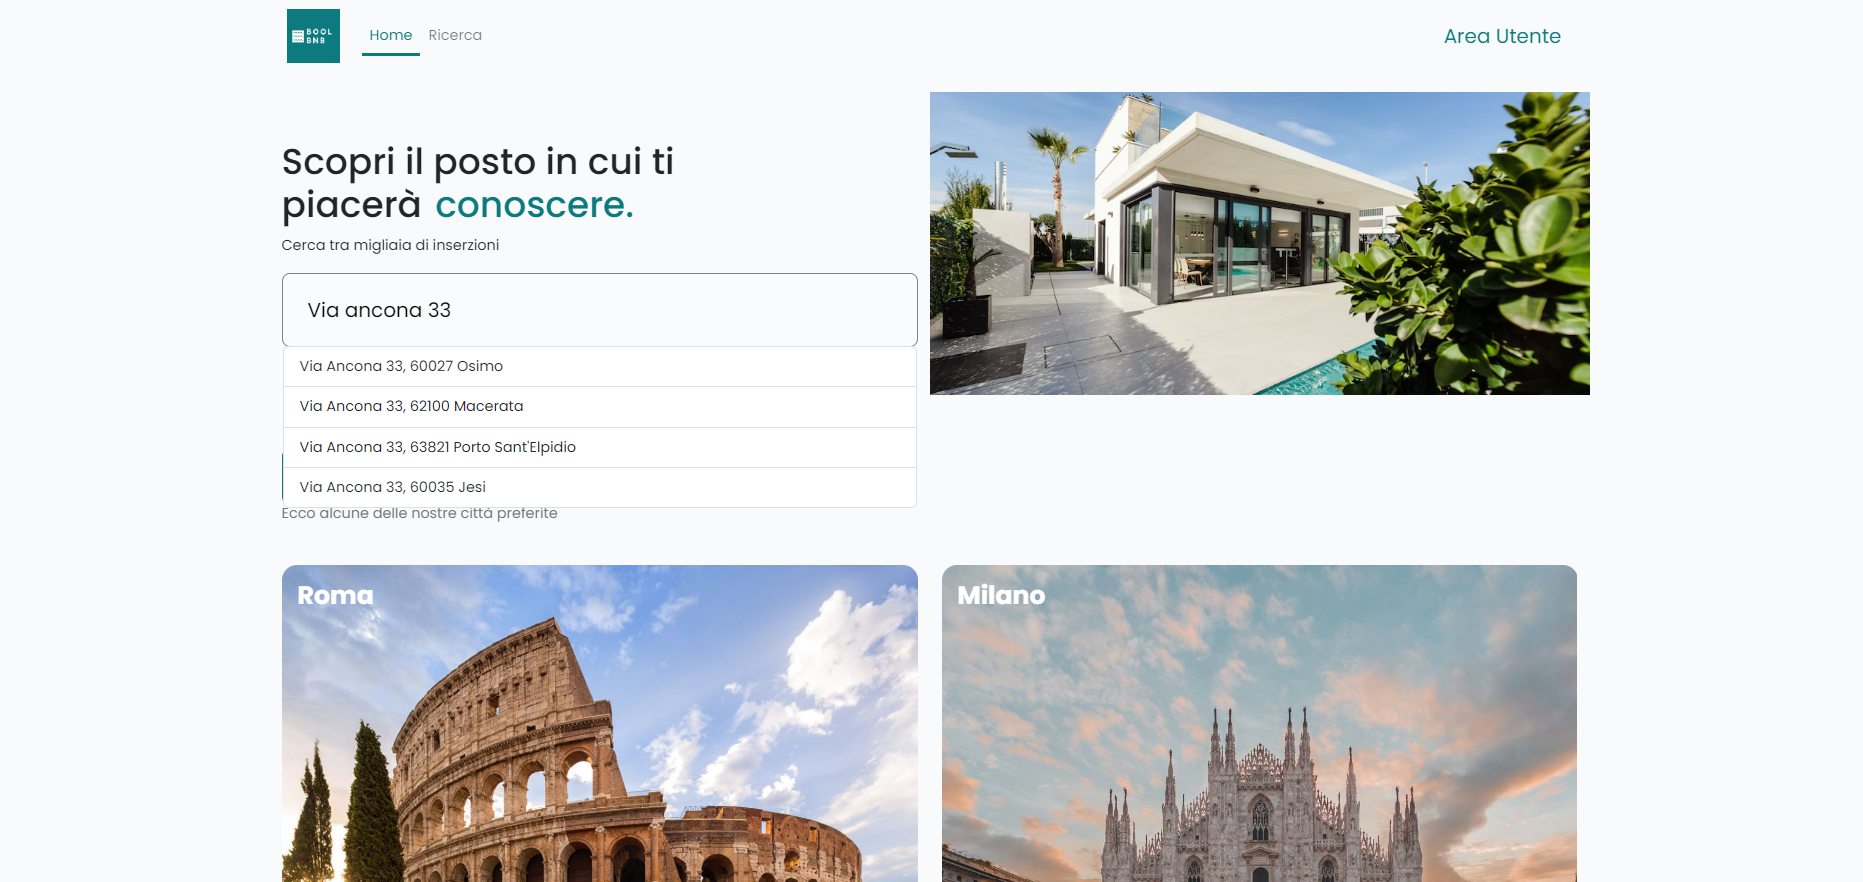 BOOL
BNB
Home
Ricerca
Area Utente
Scopri il posto in cui ti
piacerà conoscere.
Cerca tra migliaia di inserzioni
Via ancona 33
Via Ancona 33, 60027 Osimo
Via Ancona 33, 62100 Macerata
Via Ancona 33, 63821 Porto Sant'Elpidio
Via Ancona 33, 60035 Jesi
Ecco alcune delle nostre città preferite
Roma
Milano